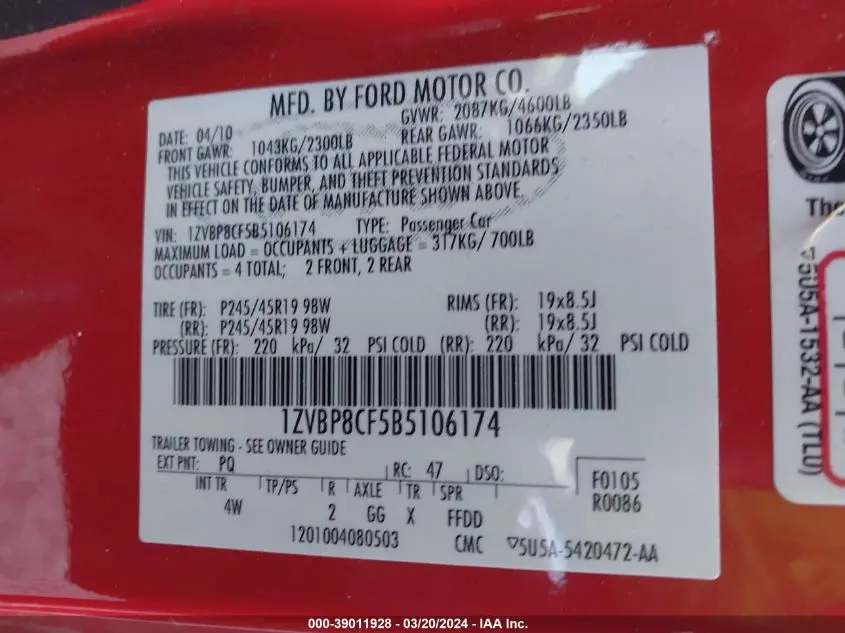 MFD. BY FORD MOTOR CO.
DATE: 04/10 GVWR: 2087KG/4600LB
FRONT GAWR: 1043KG/2300LB REAR GAWR: 1066KG/2350LB
THIS VEHICLE CONFORMS TO ALL APPLICABLE FEDERAL MOTOR
VEHICLE SAFETY, BUMPER, AND THEFT PREVENTION STANDARDS
IN EFFECT ON THE DATE OF MANUFACTURE SHOWN ABOVE.
VIN: 1ZVBP8CF5B5106174 TYPE: Passenger Car
MAXIMUM LOAD = OCCUPANTS + LUGGAGE = 317KG/ 700LB
OCCUPANTS = 4 TOTAL; 2 FRONT, 2 REAR
TIRE (FR): P245/45R19 98W RIMS (FR): 19x8.5J
(RR): P245/45R19 98W (RR): 19x8.5J
PRESSURE (FR): 220 kPa/ 32 PSI COLD (RR): 220 kPa/ 32 PSI COLD
1ZVBP8CF5B5106174
TRAILER TOWING - SEE OWNER GUIDE
EXT PNT: PQ RC: 47 DSO: F0105
INT TR TP/PS R AXLE TR SPR R0086
4W 2 GG X FFDD
1201004080503 CMC ▽5U5A-5420472-AA
The
5U5A-1532-AA (TLU)
000-39011928 - 03/20/2024 - IAA Inc.